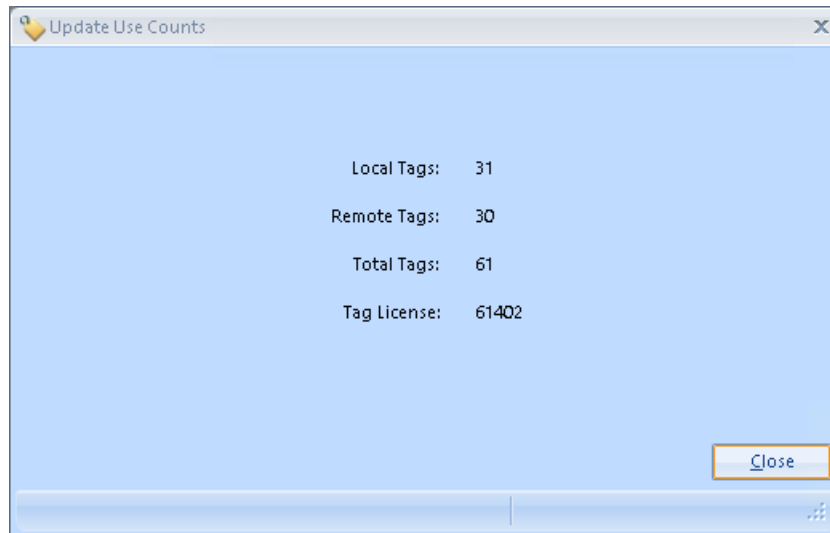 Update Use Counts
Local Tags: 31
Remote Tags: 30
Total Tags: 61
Tag License: 61402
Close